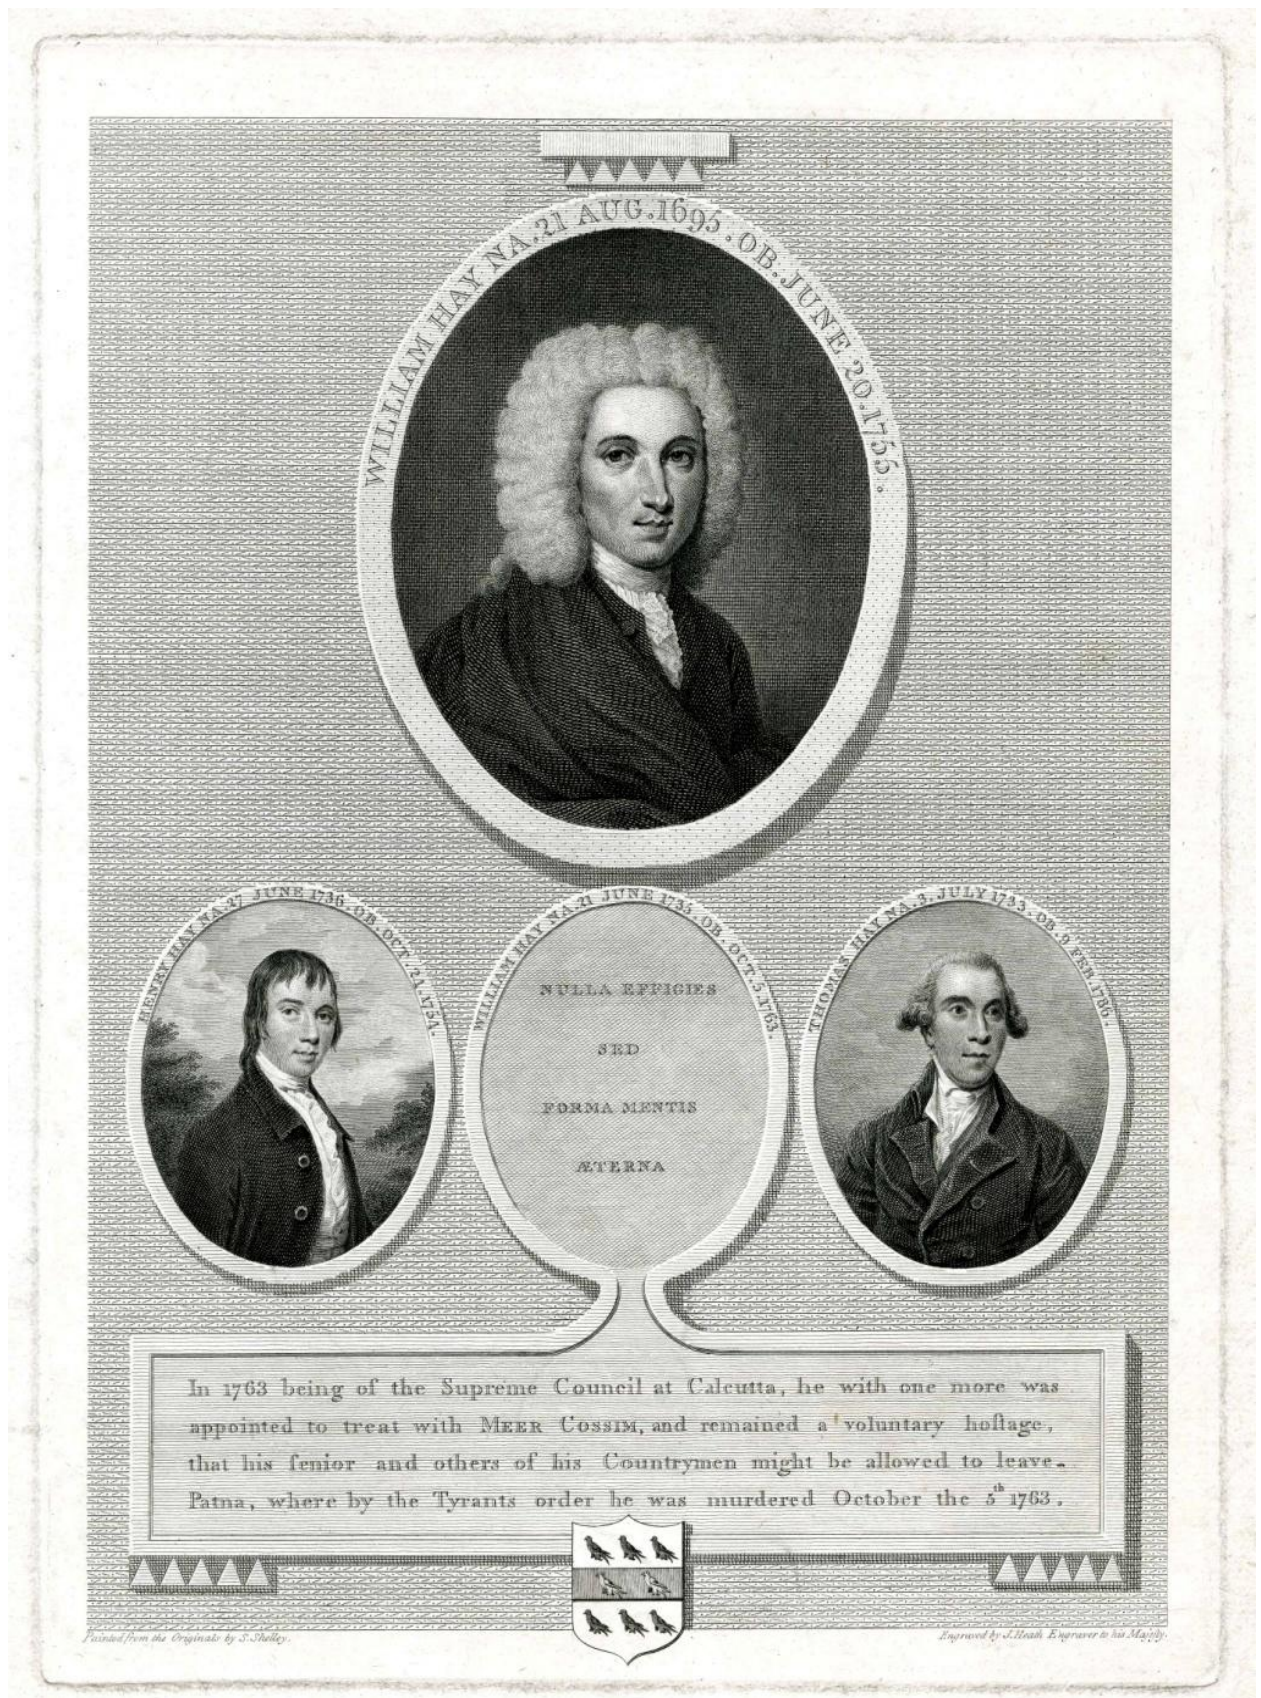 WILLIAM HAY NA. 21 AUG. 1695. OB. JUNE 20. 1755.
HENRY HAY NA. 27 JUNE 1736. OB. OCT. 24. 1754.
WILLIAM HAY NA. 21 JUNE 1735. OB. OCT. 5. 1763.
THOMAS HAY NA. 3. JULY 1733. OB. 9 FEB. 1786.
NULLA EFFIGIES
SED
FORMA MENTIS
ÆTERNA
In 1763 being of the Supreme Council at Calcutta, he with one more was
appointed to treat with MEER COSSIM, and remained a voluntary hoſtage,
that his ſenior and others of his Countrymen might be allowed to leave
Patna, where by the Tyrants order he was murdered October the 5th 1763.
Painted from the Originals by S. Shelley.
Engraved by J. Heath Engraver to his Majeſty.